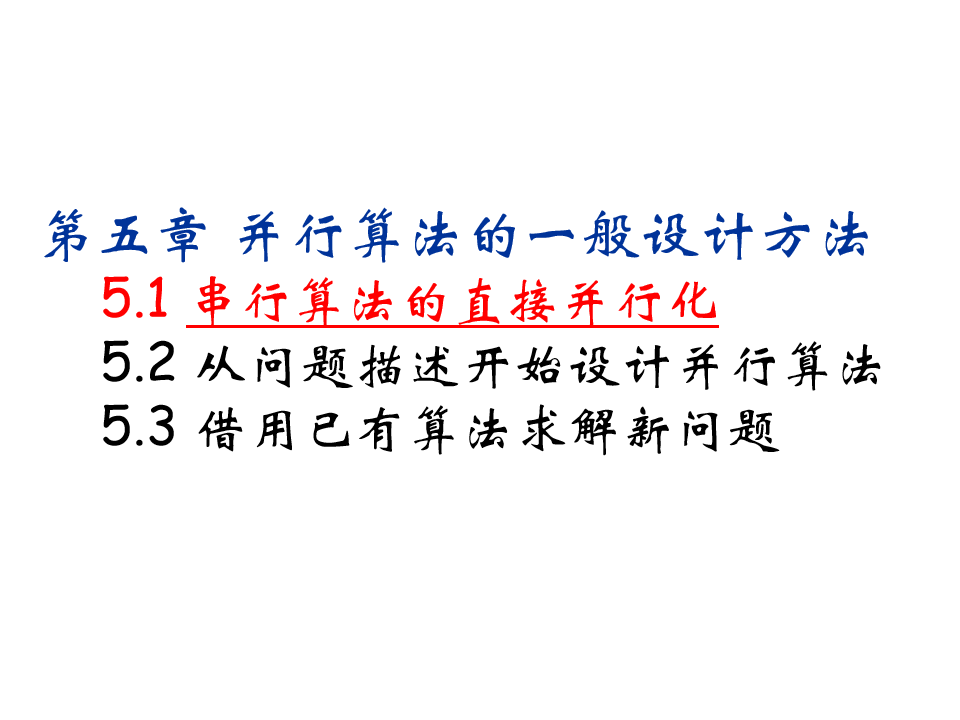 第五章 并行算法的一般设计方法
5.1 串行算法的直接并行化
5.2 从问题描述开始设计并行算法
5.3 借用已有算法求解新问题